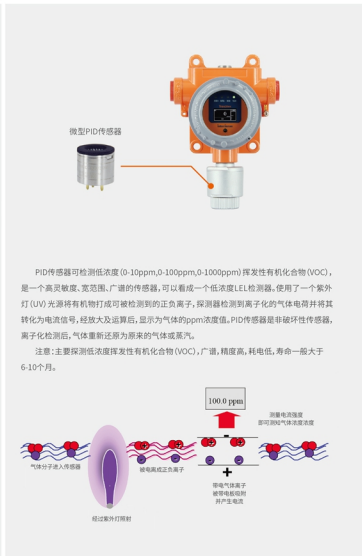 微型PID传感器
PID传感器可检测低浓度(0-10ppm,0-100ppm,0-1000ppm)挥发性有机化合物(VOC),
是一个高灵敏度、宽范围、广谱的传感器,可以看成一个低浓度LEL检测器。使用了一个紫外
灯(UV)光源将有机物打成可被检测到的正负离子,探测器检测到离子化的气体电荷并将其
转化为电流信号,经放大及运算后,显示为气体的ppm浓度值。PID传感器是非破坏性传感器,
离子化检测后,气体重新还原为原来的气体或蒸汽。
注意:主要探测低浓度挥发性有机化合物(VOC),广谱,精度高,耗电低,寿命一般大于
6-10个月。
100.0 ppm
测量电流强度
即可测知气体浓度浓度
-
气体分子进入传感器
被电离成正负离子
+
带电气体离子
被带电板吸附
并产生电流
经过紫外灯照射